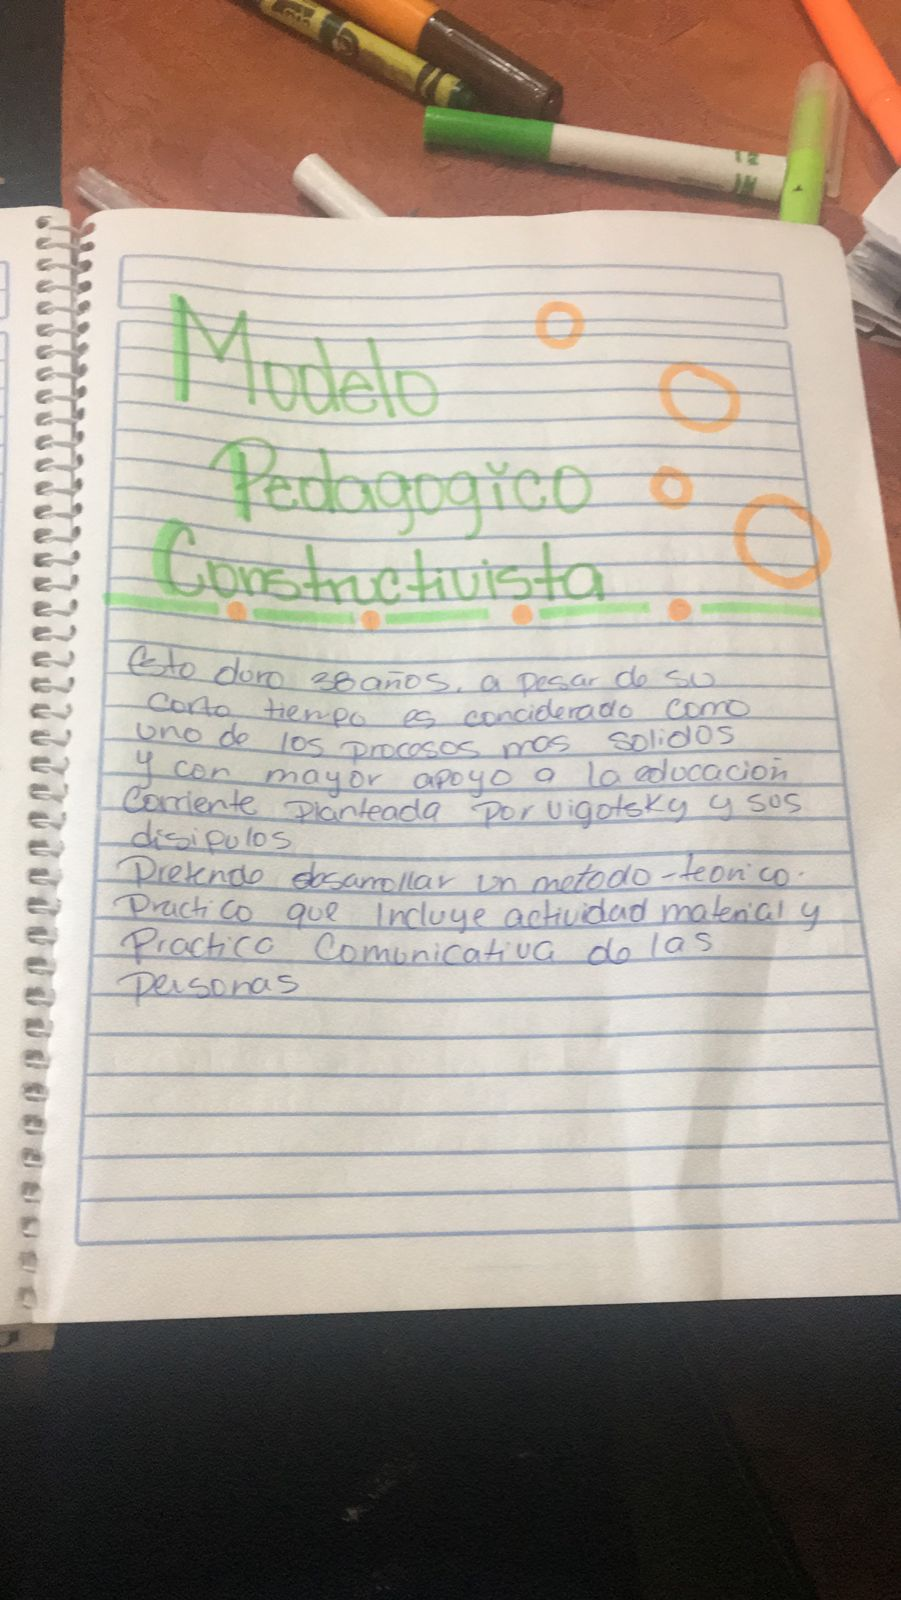 Modelo
Pedagogico
Constructivista
Esto duro 38 años, a pesar de su
corto tiempo es conciderado como
uno de los procesos mas solidos
y con mayor apoyo a la educación
Corriente planteada por vigotsky y sus
disipulos
Pretende desarrollar un metodo-teorico.
practico que incluye actividad material y
Practica Comunicativa de las
personas